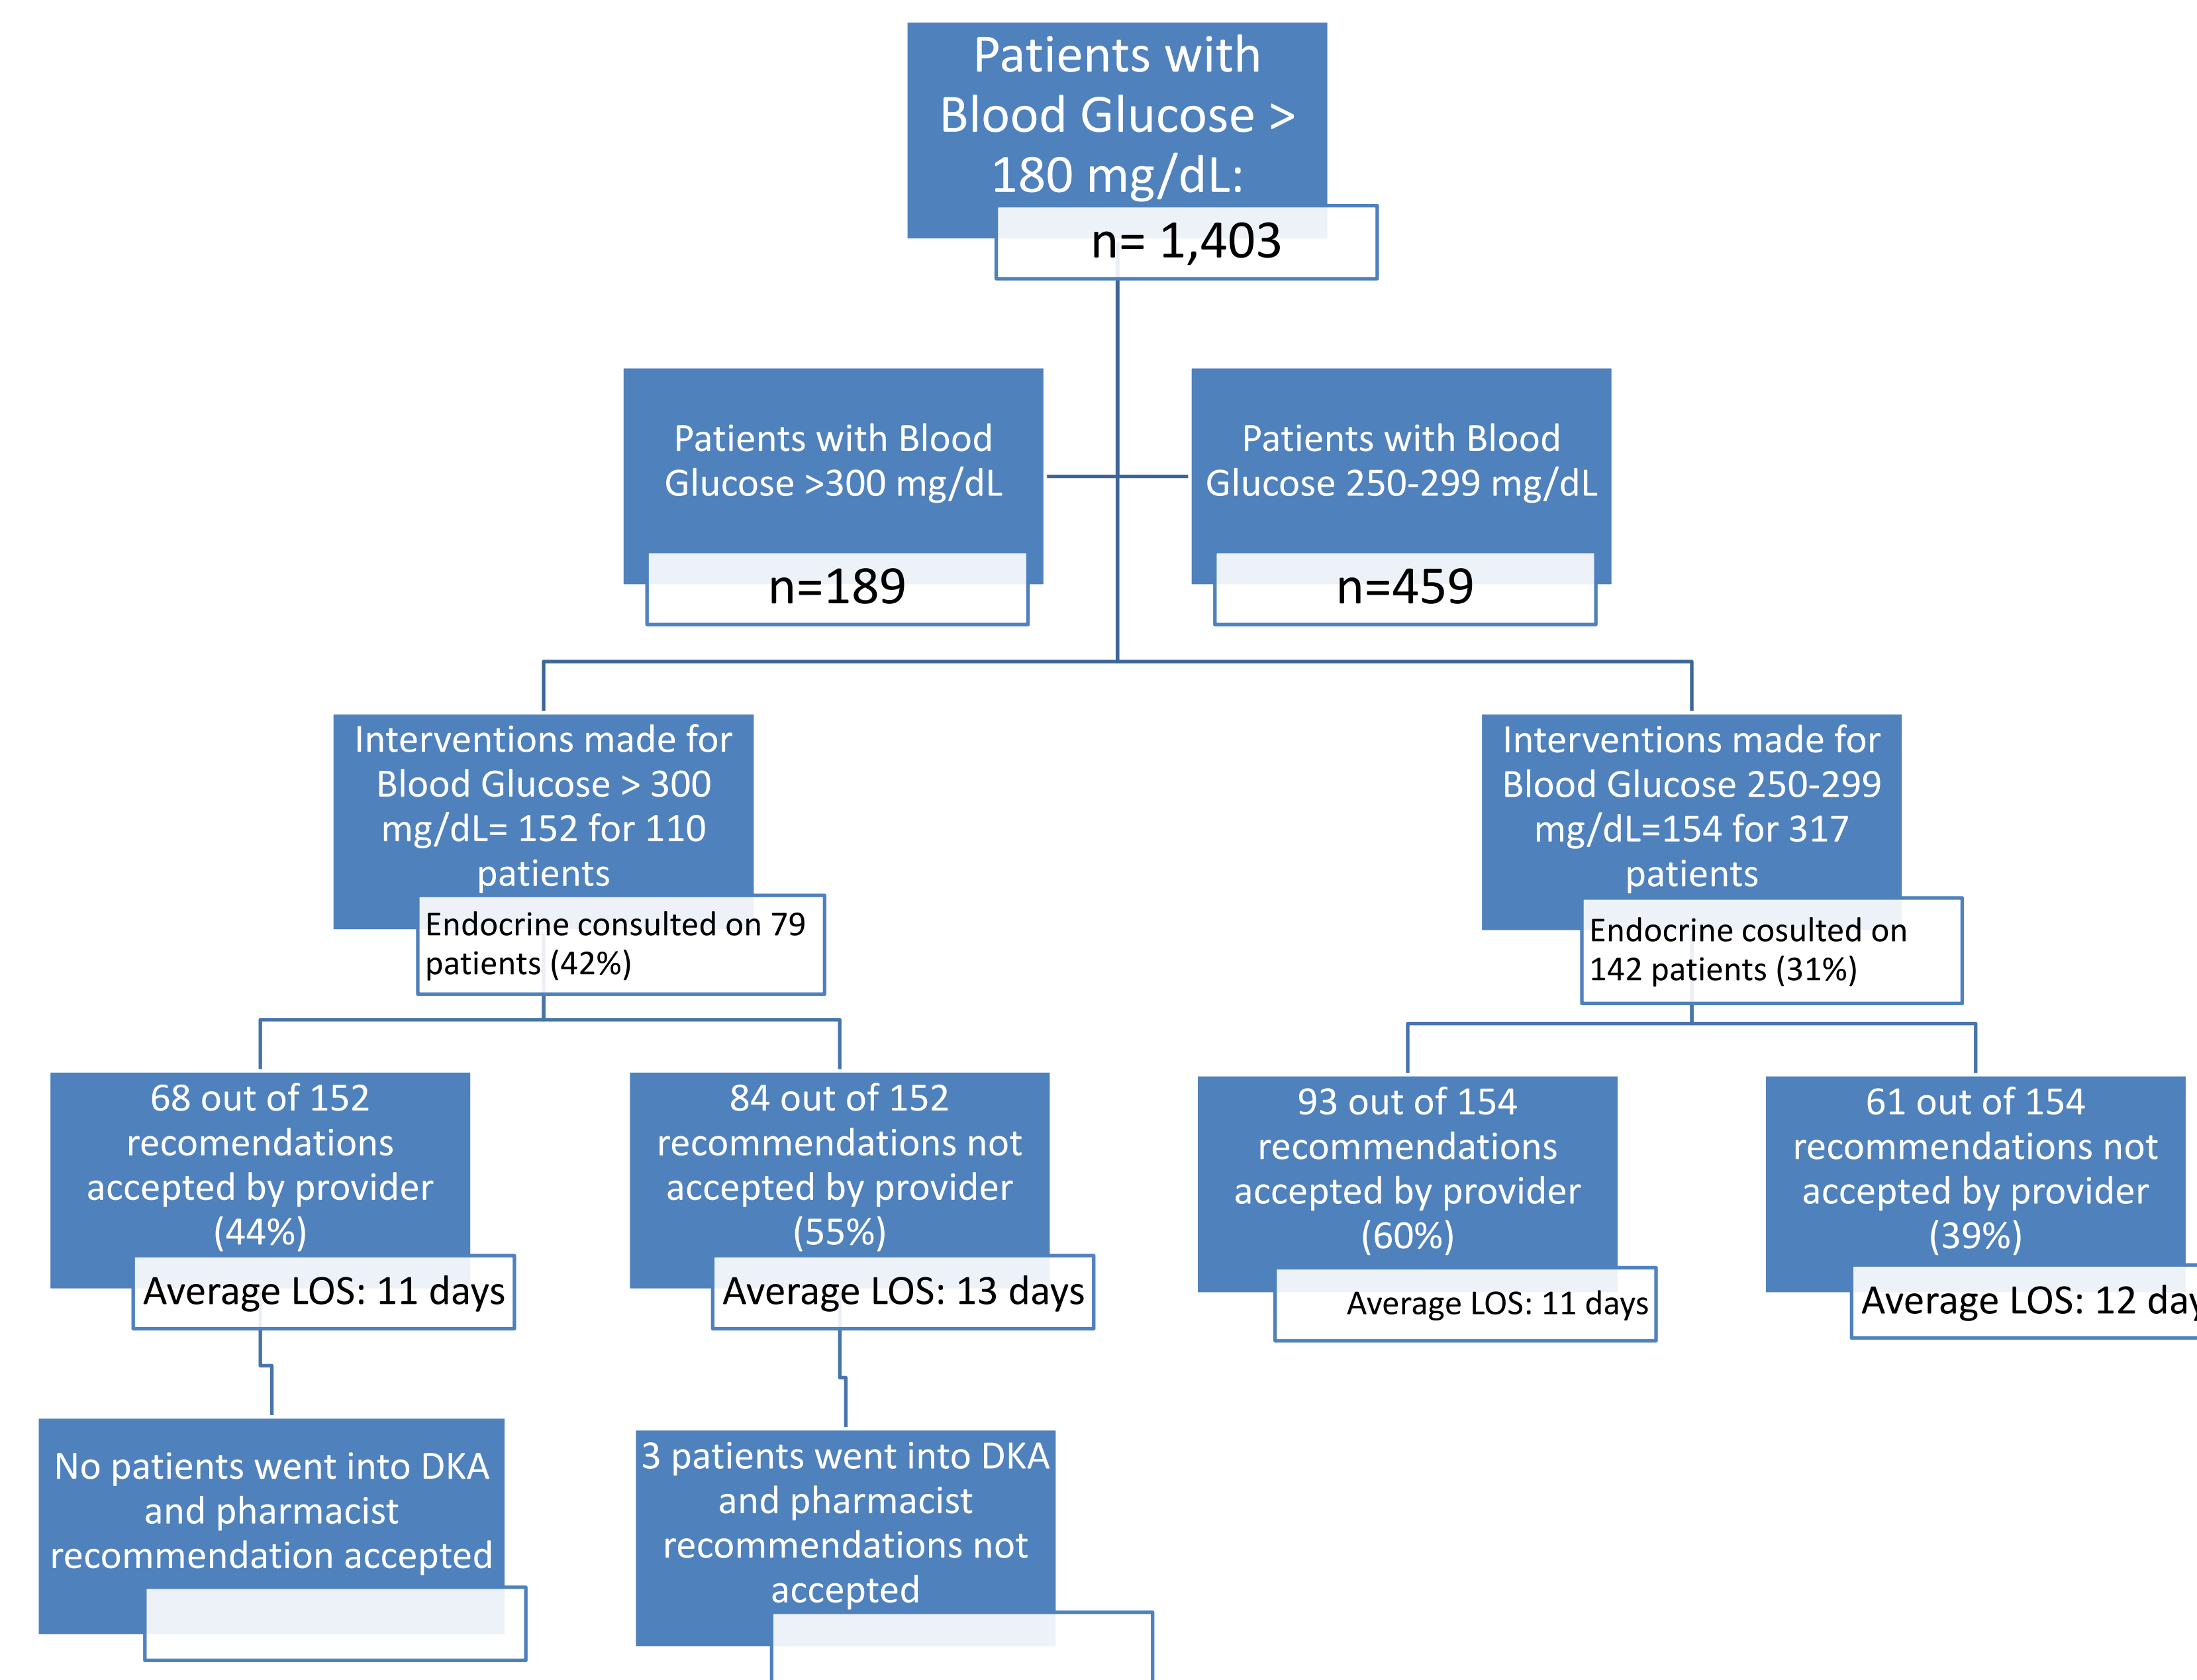 Patients with
Blood Glucose >
180 mg/dL:
n= 1,403
Patients with Blood
Glucose >300 mg/dL
n=189
Patients with Blood
Glucose 250-299 mg/dL
n=459
Interventions made for
Blood Glucose > 300
mg/dL= 152 for 110
patients
Endocrine consulted on 79
patients (42%)
Interventions made for
Blood Glucose 250-299
mg/dL=154 for 317
patients
Endocrine cosulted on
142 patients (31%)
68 out of 152
recomendations
accepted by provider
(44%)
Average LOS: 11 days
84 out of 152
recommendations not
accepted by provider
(55%)
Average LOS: 13 days
93 out of 154
recommendations
accepted by provider
(60%)
Average LOS: 11 days
61 out of 154
recommendations not
accepted by provider
(39%)
Average LOS: 12
No patients went into DKA
and pharmacist
recommendation accepted
3 patients went into DKA
and pharmacist
recommendations not
accepted